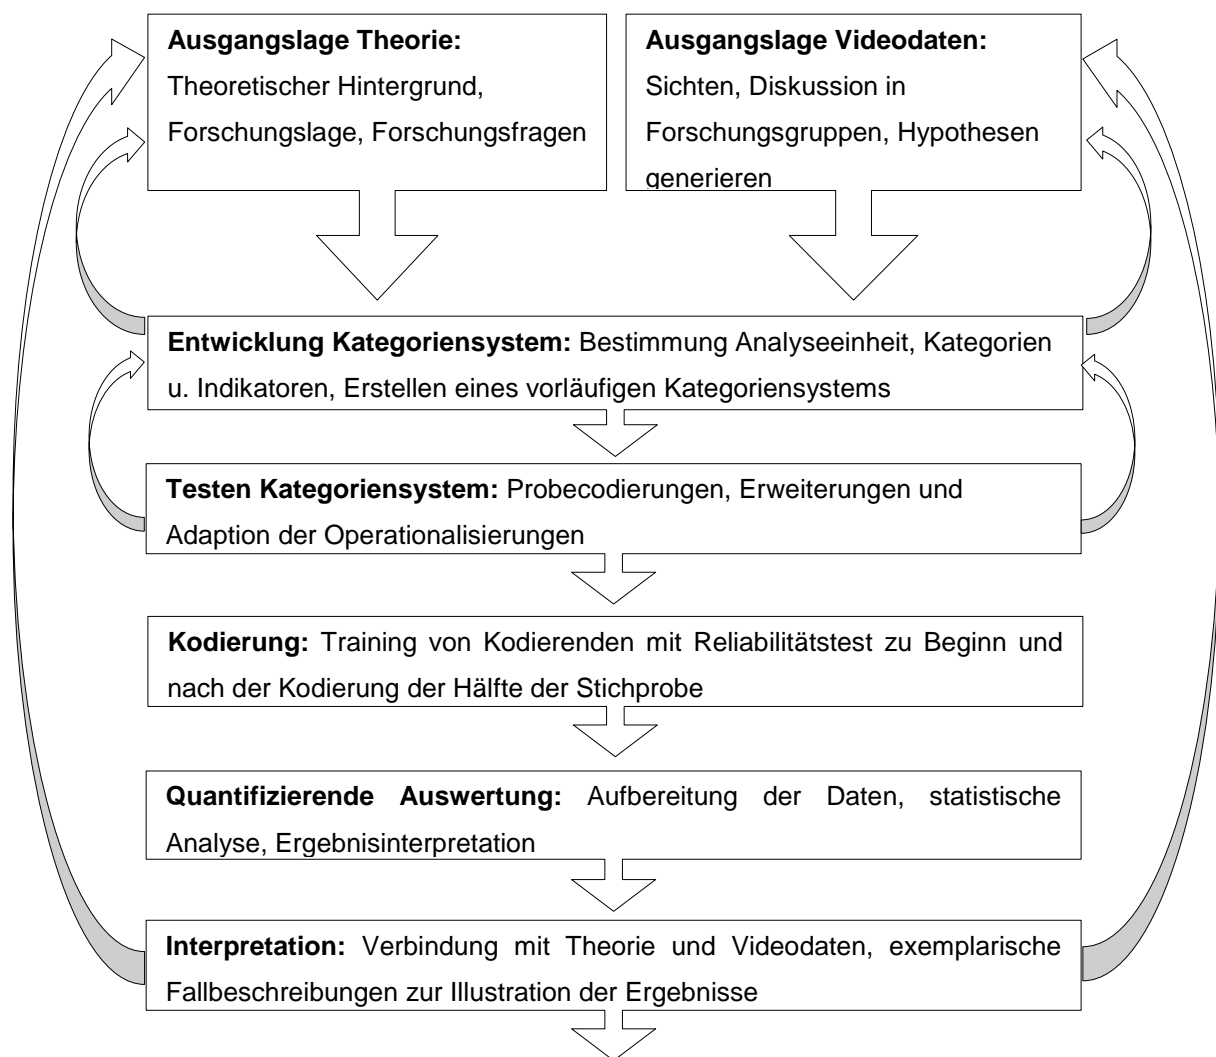 Ausgangslage Theorie:
Theoretischer Hintergrund,
Forschungslage, Forschungsfragen
Ausgangslage Videodaten:
Sichten, Diskussion in
Forschungsgruppen, Hypothesen
generieren
Entwicklung Kategoriensystem: Bestimmung Analyseeinheit, Kategorien
u. Indikatoren, Erstellen eines vorläufigen Kategoriensystems
Testen Kategoriensystem: Probecodierungen, Erweiterungen und
Adaption der Operationalisierungen
Kodierung: Training von Kodierenden mit Reliabilitätstest zu Beginn und
nach der Kodierung der Hälfte der Stichprobe
Quantifizierende Auswertung: Aufbereitung der Daten, statistische
Analyse, Ergebnisinterpretation
Interpretation: Verbindung mit Theorie und Videodaten, exemplarische
Fallbeschreibungen zur Illustration der Ergebnisse